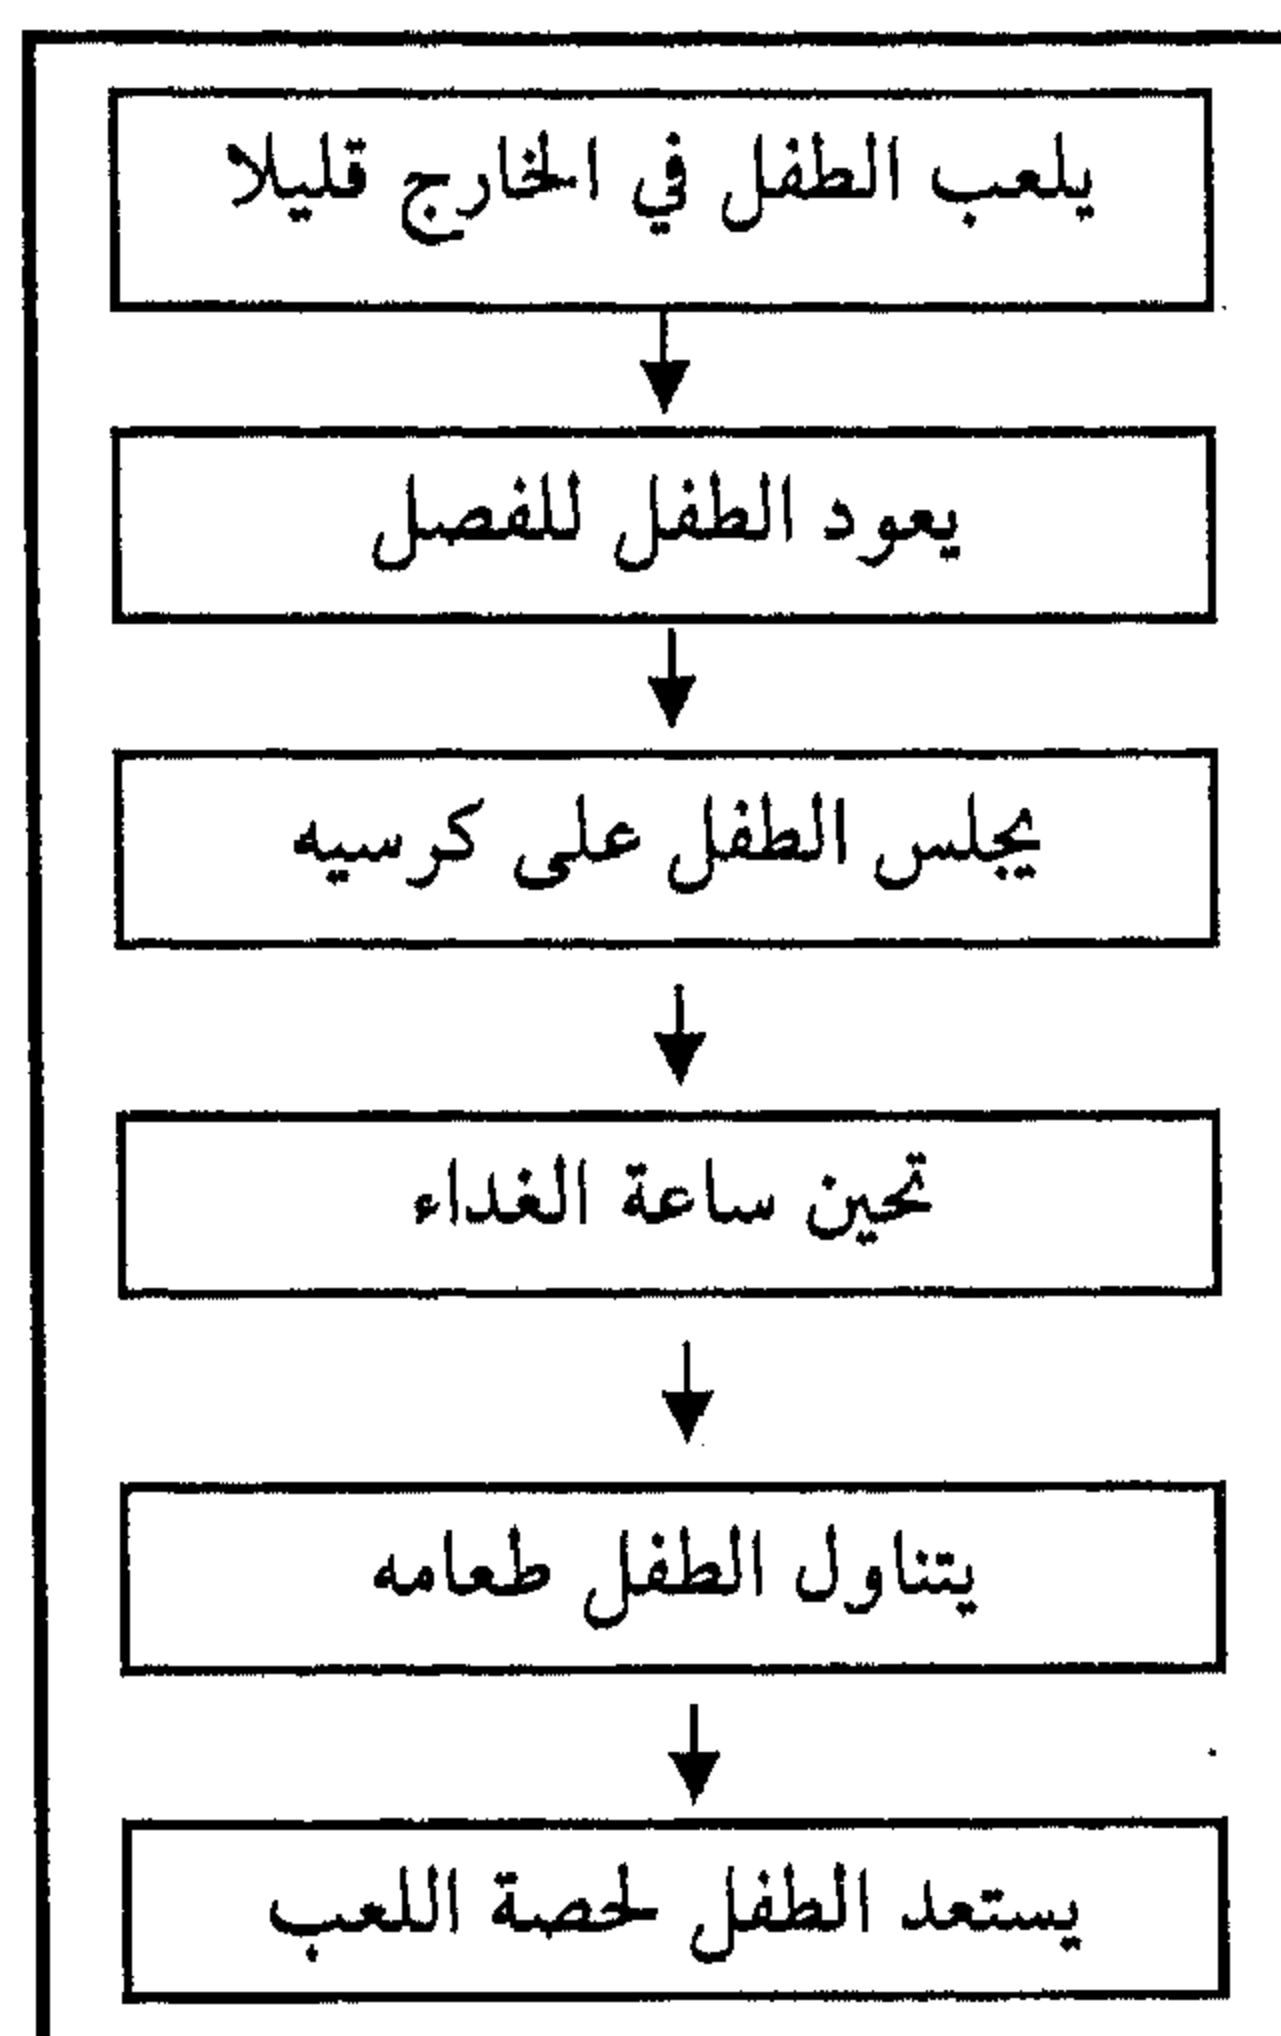 يلعب الطفل في الخارج قليلا
يعود الطفل للفصل
يجلس الطفل على كرسيه
تحين ساعة الغداء
يتناول الطفل طعامه
يستعد الطفل لحصة اللعب